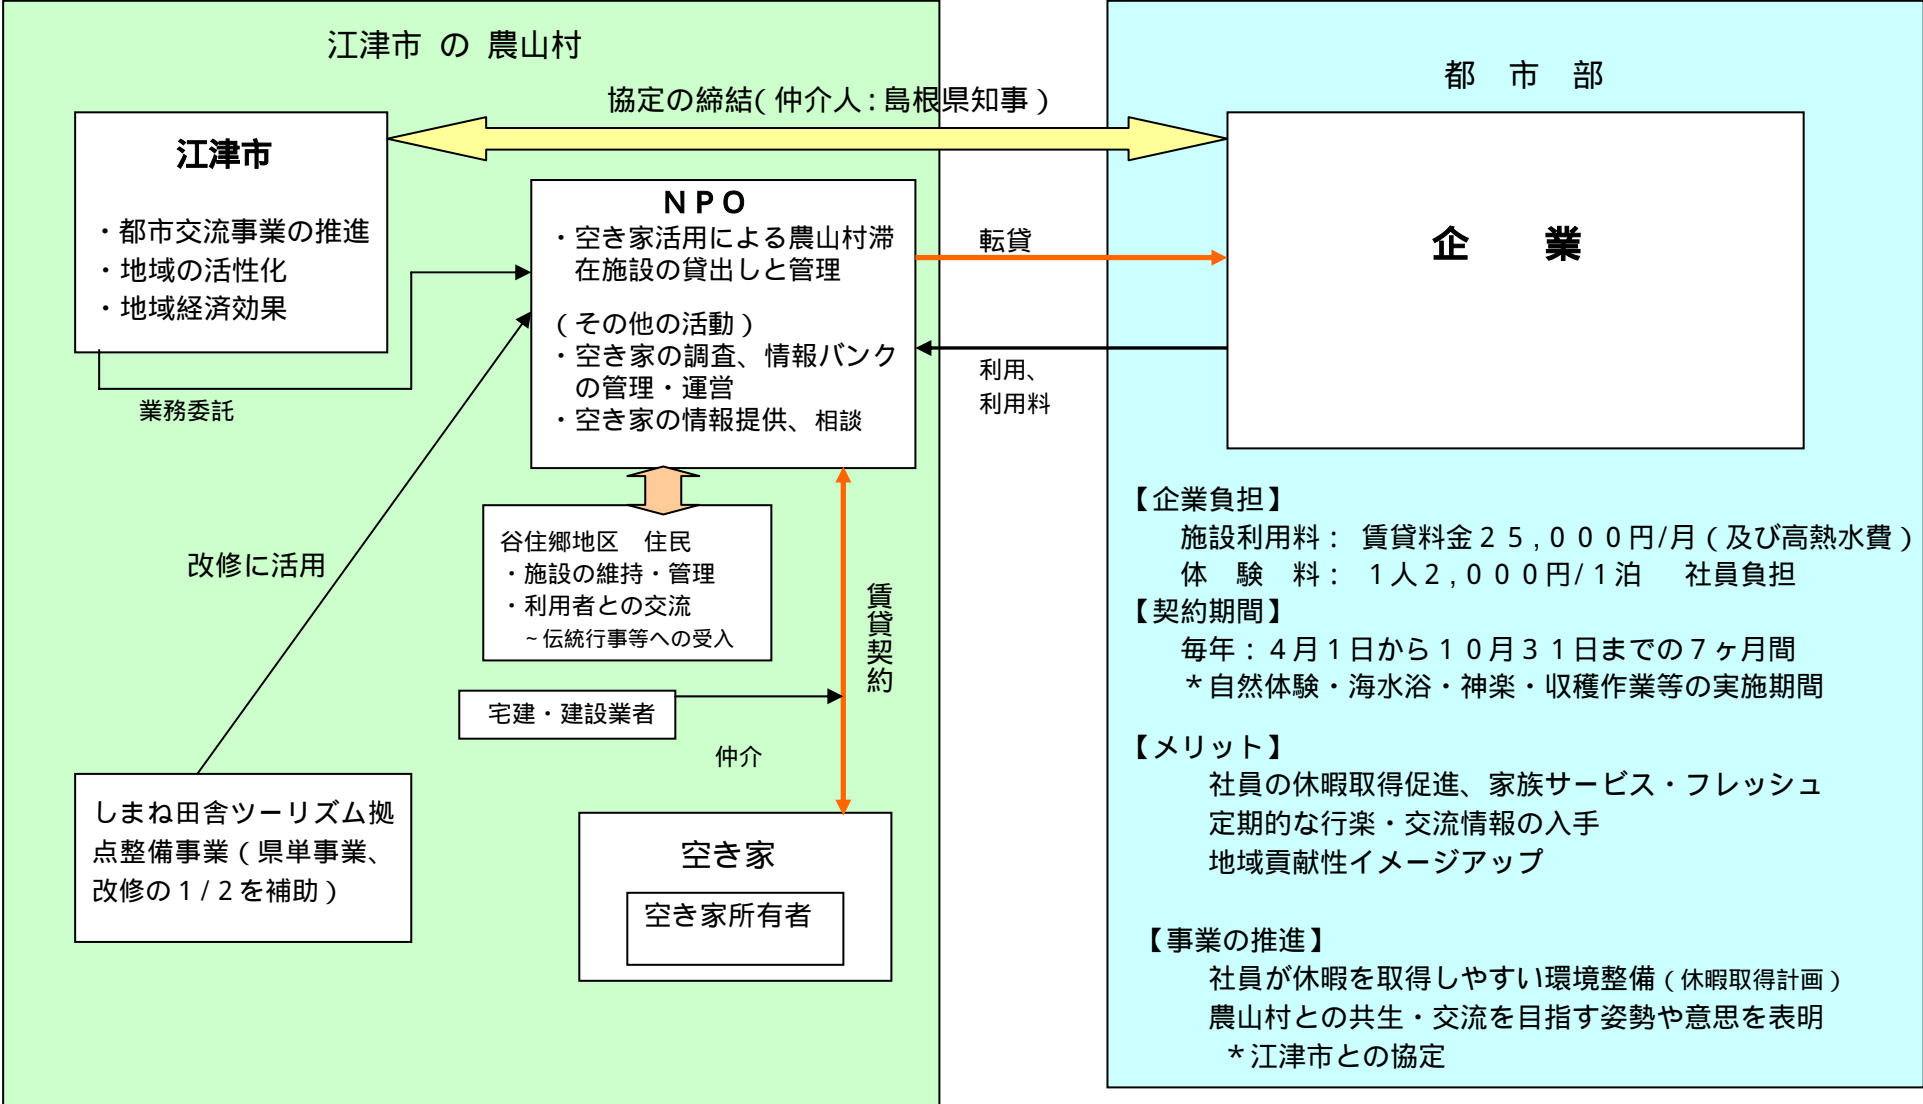 江津市 の 農山村
都 市 部
協定の締結(仲介人:島根県知事)
江津市
・都市交流事業の推進
・地域の活性化
・地域経済効果
業務委託
NPO
・空き家活用による農山村滞
在施設の貸出しと管理
(その他の活動)
・空き家の調査、情報バンク
の管理・運営
・空き家の情報提供、相談
転貸
利用、
利用料
企 業
改修に活用
谷住郷地区 住民
・施設の維持・管理
・利用者との交流
~伝統行事等への受入
賃貸契約
宅建・建設業者
仲介
しまね田舎ツーリズム拠
点整備事業(県単事業、
改修の1/2を補助)
空き家
空き家所有者
【企業負担】
施設利用料: 賃貸料金25,000円/月(及び高熱水費)
体 験 料: 1人2,000円/1泊 社員負担
【契約期間】
毎年:4月1日から10月31日までの7ヶ月間
*自然体験・海水浴・神楽・収穫作業等の実施期間
【メリット】
社員の休暇取得促進、家族サービス・フレッシュ
定期的な行楽・交流情報の入手
地域貢献性イメージアップ
【事業の推進】
社員が休暇を取得しやすい環境整備(休暇取得計画)
農山村との共生・交流を目指す姿勢や意思を表明
*江津市との協定